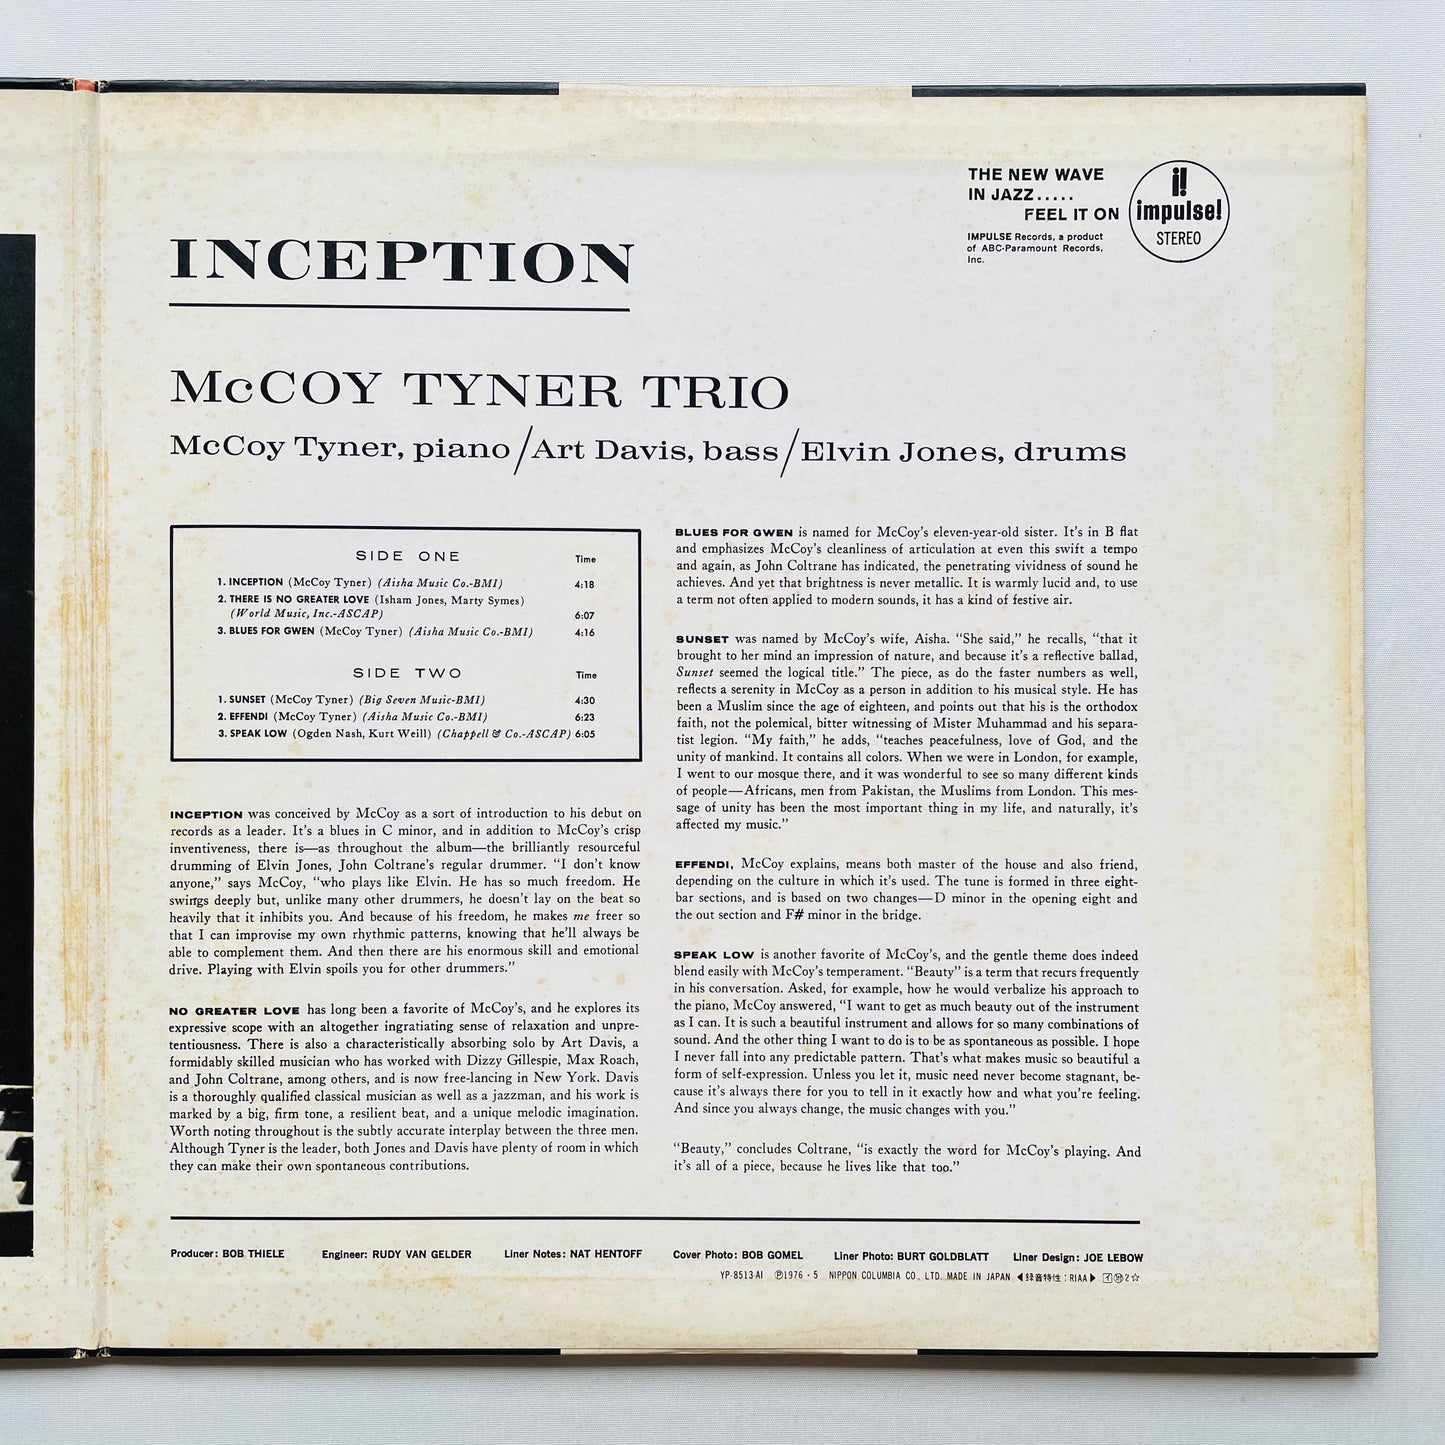 THE NEW WAVE
IN JAZZ.....
FEEL IT ON
i!
impulse!
STEREO
IMPULSE Records, a product
of ABC-Paramount Records,
Inc.
INCEPTION
McCOY TYNER TRIO
McCoy Tyner, piano/Art Davis, bass/Elvin Jones, drums
SIDE ONE Time
1. INCEPTION (McCoy Tyner) (Aisha Music Co.-BMI) 4:18
2. THERE IS NO GREATER LOVE (Isham Jones, Marty Symes)
(World Music, Inc.-ASCAP) 6:07
3. BLUES FOR GWEN (McCoy Tyner) (Aisha Music Co.-BMI) 4:16
SIDE TWO Time
1. SUNSET (McCoy Tyner) (Big Seven Music-BMI) 4:30
2. EFFENDI (McCoy Tyner) (Aisha Music Co.-BMI) 6:23
3. SPEAK LOW (Ogden Nash, Kurt Weill) (Chappell & Co.-ASCAP) 6:05
INCEPTION was conceived by McCoy as a sort of introduction to his debut on
records as a leader. It's a blues in C minor, and in addition to McCoy's crisp
inventiveness, there is—as throughout the album—the brilliantly resourceful
drumming of Elvin Jones, John Coltrane's regular drummer. "I don't know
anyone," says McCoy, "who plays like Elvin. He has so much freedom. He
swings deeply but, unlike many other drummers, he doesn't lay on the beat so
heavily that it inhibits you. And because of his freedom, he makes me freer so
that I can improvise my own rhythmic patterns, knowing that he'll always be
able to complement them. And then there are his enormous skill and emotional
drive. Playing with Elvin spoils you for other drummers."
NO GREATER LOVE has long been a favorite of McCoy's, and he explores its
expressive scope with an altogether ingratiating sense of relaxation and unpre-
tentiousness. There is also a characteristically absorbing solo by Art Davis, a
formidably skilled musician who has worked with Dizzy Gillespie, Max Roach,
and John Coltrane, among others, and is now free-lancing in New York. Davis
is a thoroughly qualified classical musician as well as a jazzman, and his work is
marked by a big, firm tone, a resilient beat, and a unique melodic imagination.
Worth noting throughout is the subtly accurate interplay between the three men.
Although Tyner is the leader, both Jones and Davis have plenty of room in which
they can make their own spontaneous contributions.
BLUES FOR GWEN is named for McCoy's eleven-year-old sister. It's in B flat
and emphasizes McCoy's cleanliness of articulation at even this swift a tempo
and again, as John Coltrane has indicated, the penetrating vividness of sound he
achieves. And yet that brightness is never metallic. It is warmly lucid and, to use
a term not often applied to modern sounds, it has a kind of festive air.
SUNSET was named by McCoy's wife, Aisha. "She said," he recalls, "that it
brought to her mind an impression of nature, and because it's a reflective ballad,
Sunset seemed the logical title." The piece, as do the faster numbers as well,
reflects a serenity in McCoy as a person in addition to his musical style. He has
been a Muslim since the age of eighteen, and points out that his is the orthodox
faith, not the polemical, bitter witnessing of Mister Muhammad and his separa-
tist legion. "My faith," he adds, "teaches peacefulness, love of God, and the
unity of mankind. It contains all colors. When we were in London, for example,
I went to our mosque there, and it was wonderful to see so many different kinds
of people—Africans, men from Pakistan, the Muslims from London. This mes-
sage of unity has been the most important thing in my life, and naturally, it's
affected my music."
EFFENDI, McCoy explains, means both master of the house and also friend,
depending on the culture in which it's used. The tune is formed in three eight-
bar sections, and is based on two changes—D minor in the opening eight and
the out section and F# minor in the bridge.
SPEAK LOW is another favorite of McCoy's, and the gentle theme does indeed
blend easily with McCoy's temperament. "Beauty" is a term that recurs frequently
in his conversation. Asked, for example, how he would verbalize his approach to
the piano, McCoy answered, "I want to get as much beauty out of the instrument
as I can. It is such a beautiful instrument and allows for so many combinations of
sound. And the other thing I want to do is to be as spontaneous as possible. I hope
I never fall into any predictable pattern. That's what makes music so beautiful a
form of self-expression. Unless you let it, music need never become stagnant, be-
cause it's always there for you to tell in it exactly how and what you're feeling.
And since you always change, the music changes with you."
"Beauty," concludes Coltrane, "is exactly the word for McCoy's playing. And
it's all of a piece, because he lives like that too."
Producer: BOB THIELE Engineer: RUDY VAN GELDER Liner Notes: NAT HENTOFF Cover Photo: BOB GOMEL Liner Photo: BURT GOLDBLATT Liner Design: JOE LEBOW
YP-8513-AI Ⓟ1976・5 NIPPON COLUMBIA CO., LTD. MADE IN JAPAN ◀録音特性:RIAA▶ 2☆